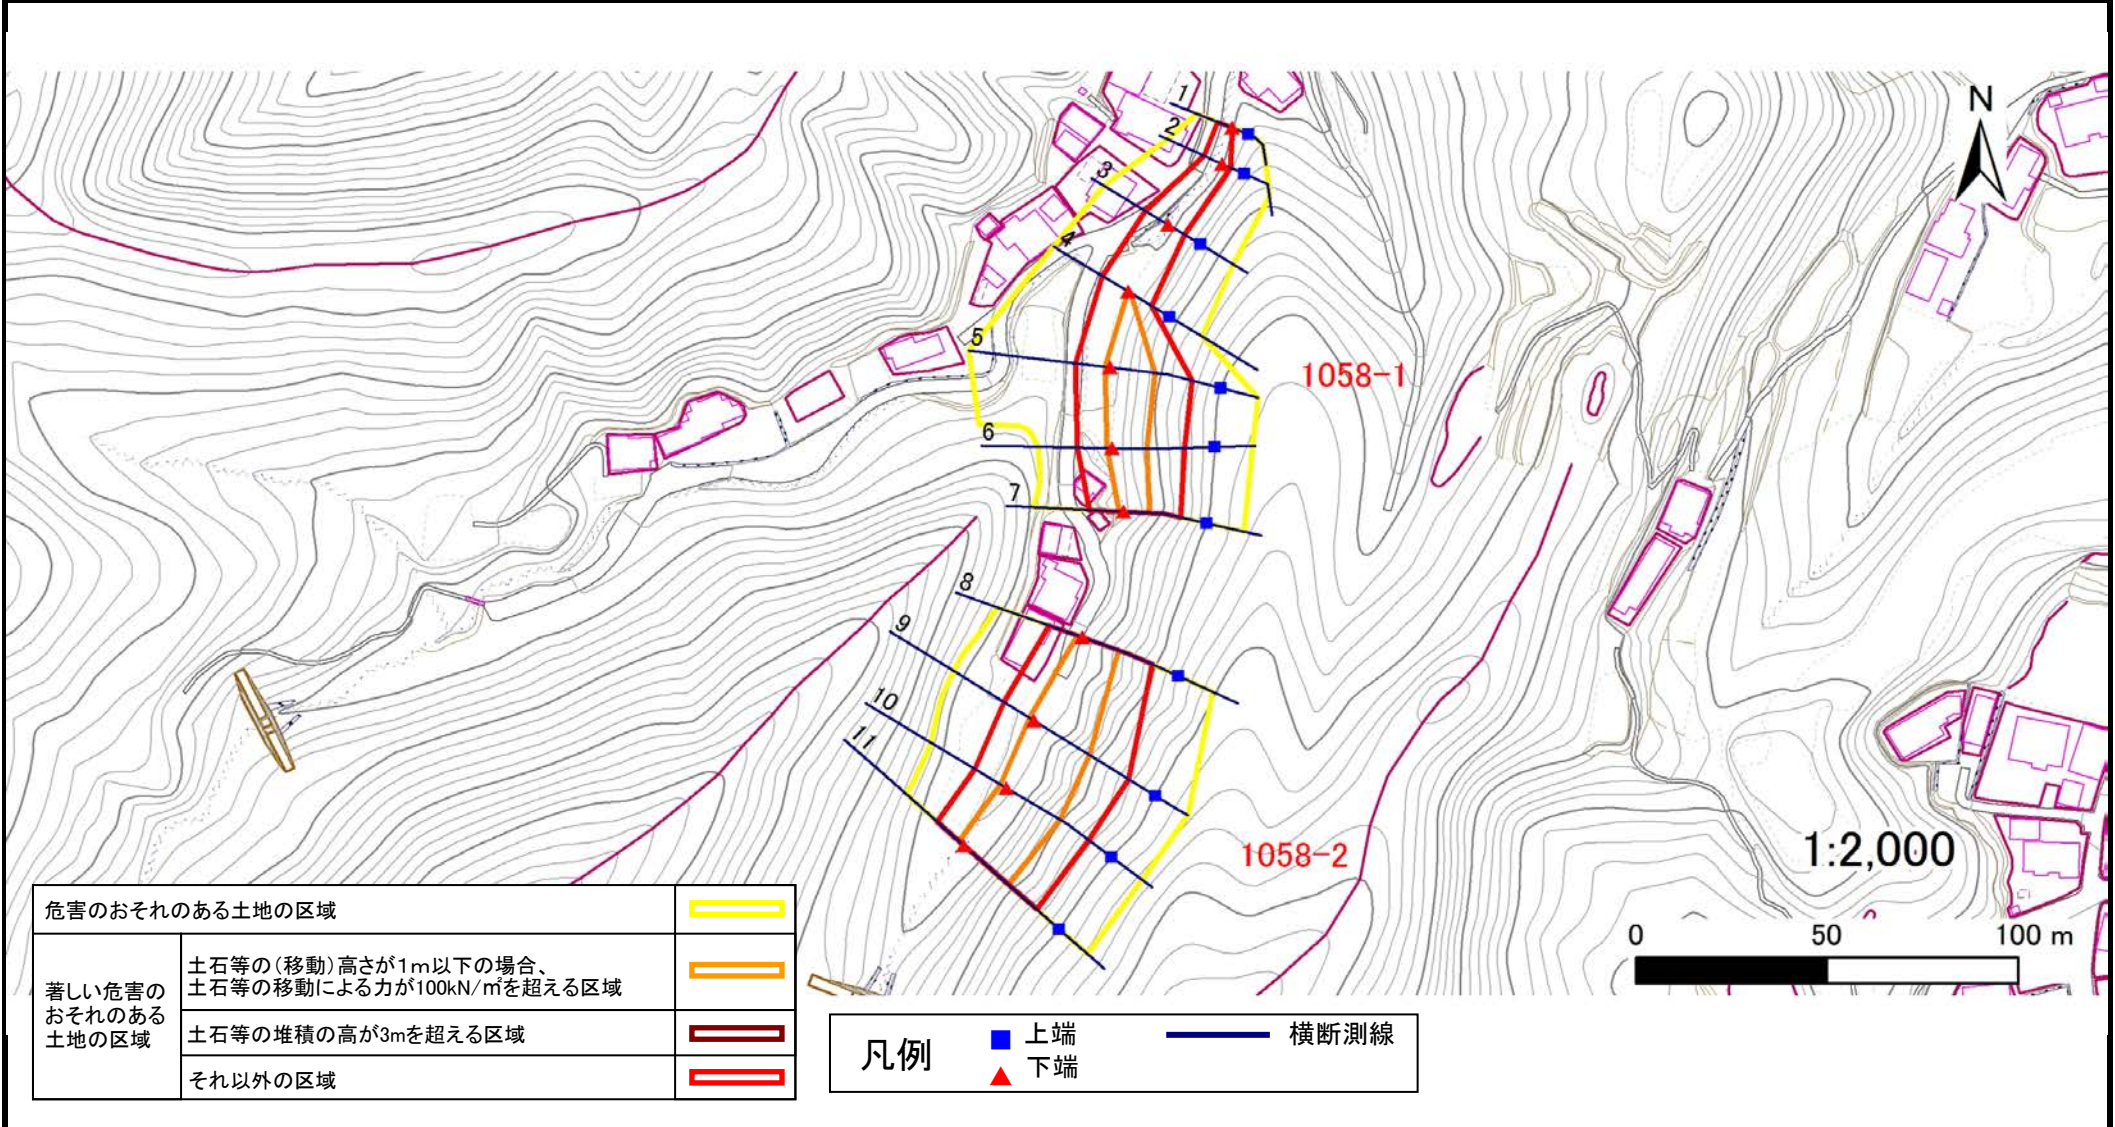 1
2
3
4
5
6
7
8
9
10
11
N
1058-1
1058-2
1:2,000
0 50 100 m
危害のおそれのある土地の区域
著しい危害の
おそれのある
土地の区域
土石等の(移動)高さが1m以下の場合、
土石等の移動による力が100kN/㎡を超える区域
土石等の堆積の高が3mを超える区域
それ以外の区域
凡例
上端
下端
横断測線